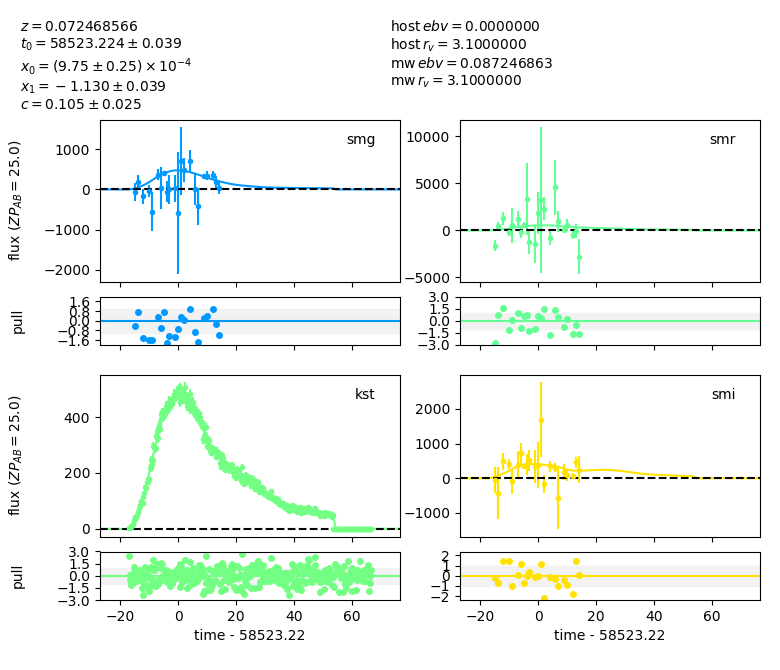 z = 0.072468566
t₀ = 58523.224 ± 0.039
x₀ = (9.75 ± 0.25) × 10⁻⁴
x₁ = −1.130 ± 0.039
c = 0.105 ± 0.025
host ebv = 0.0000000
host r_v = 3.1000000
mw ebv = 0.087246863
mw r_v = 3.1000000
flux (ZP_AB = 25.0)
1000
0
−1000
−2000
smg
10000
5000
0
−5000
smr
pull
1.6
0.8
0.0
−0.8
−1.6
3.0
1.5
0.0
−1.5
−3.0
flux (ZP_AB = 25.0)
400
200
0
kst
2000
1000
0
−1000
smi
pull
3.0
1.5
0.0
−1.5
−3.0
−20 0 20 40 60
time - 58523.22
2
1
0
−1
−2
−20 0 20 40 60
time - 58523.22